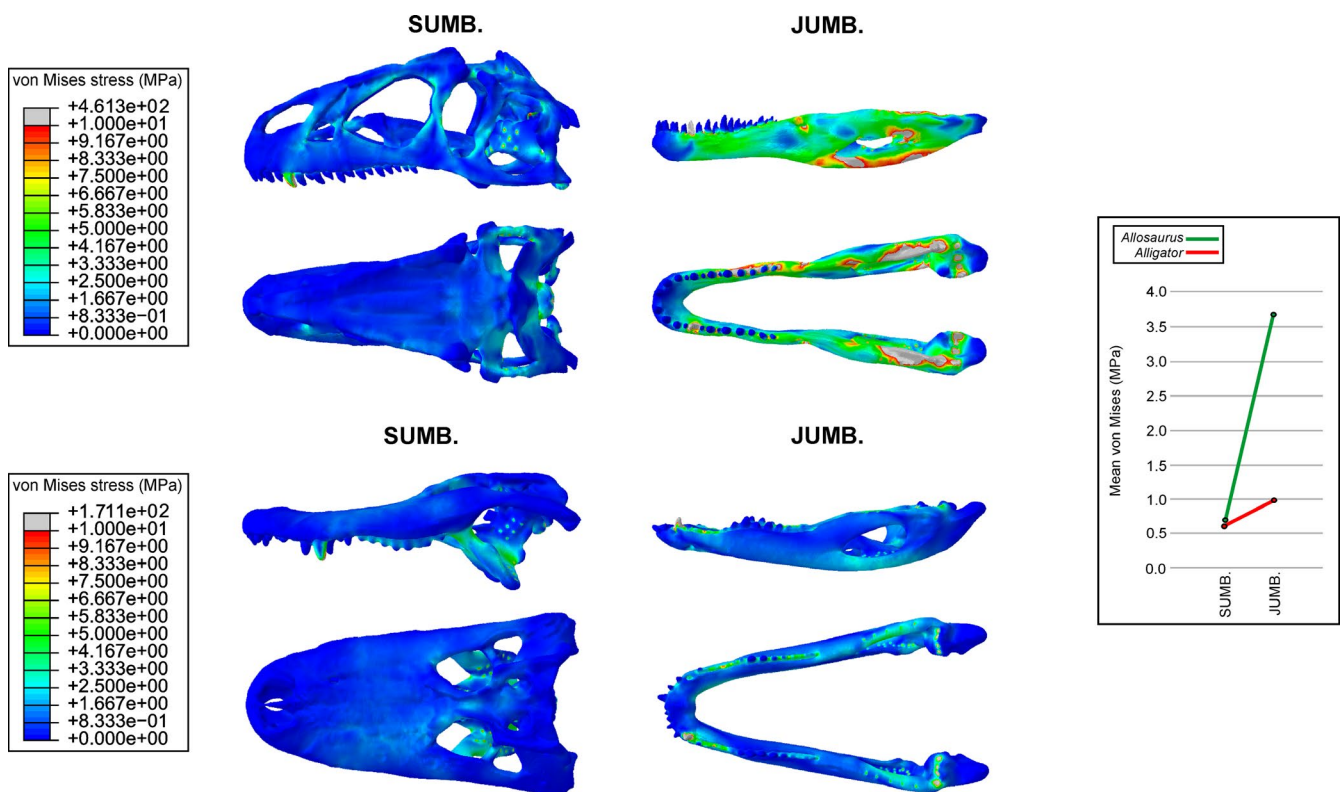 SUMB.
JUMB.
von Mises stress (MPa)
+4.613e+02
+1.000e+01
+9.167e+00
+8.333e+00
+7.500e+00
+6.667e+00
+5.833e+00
+5.000e+00
+4.167e+00
+3.333e+00
+2.500e+00
+1.667e+00
+8.333e−01
+0.000e+00
SUMB.
JUMB.
von Mises stress (MPa)
+1.711e+02
+1.000e+01
+9.167e+00
+8.333e+00
+7.500e+00
+6.667e+00
+5.833e+00
+5.000e+00
+4.167e+00
+3.333e+00
+2.500e+00
+1.667e+00
+8.333e−01
+0.000e+00
Allosaurus
Alligator
Mean von Mises (MPa)
4.0
3.5
3.0
2.5
2.0
1.5
1.0
0.5
0.0
SUMB.
JUMB.